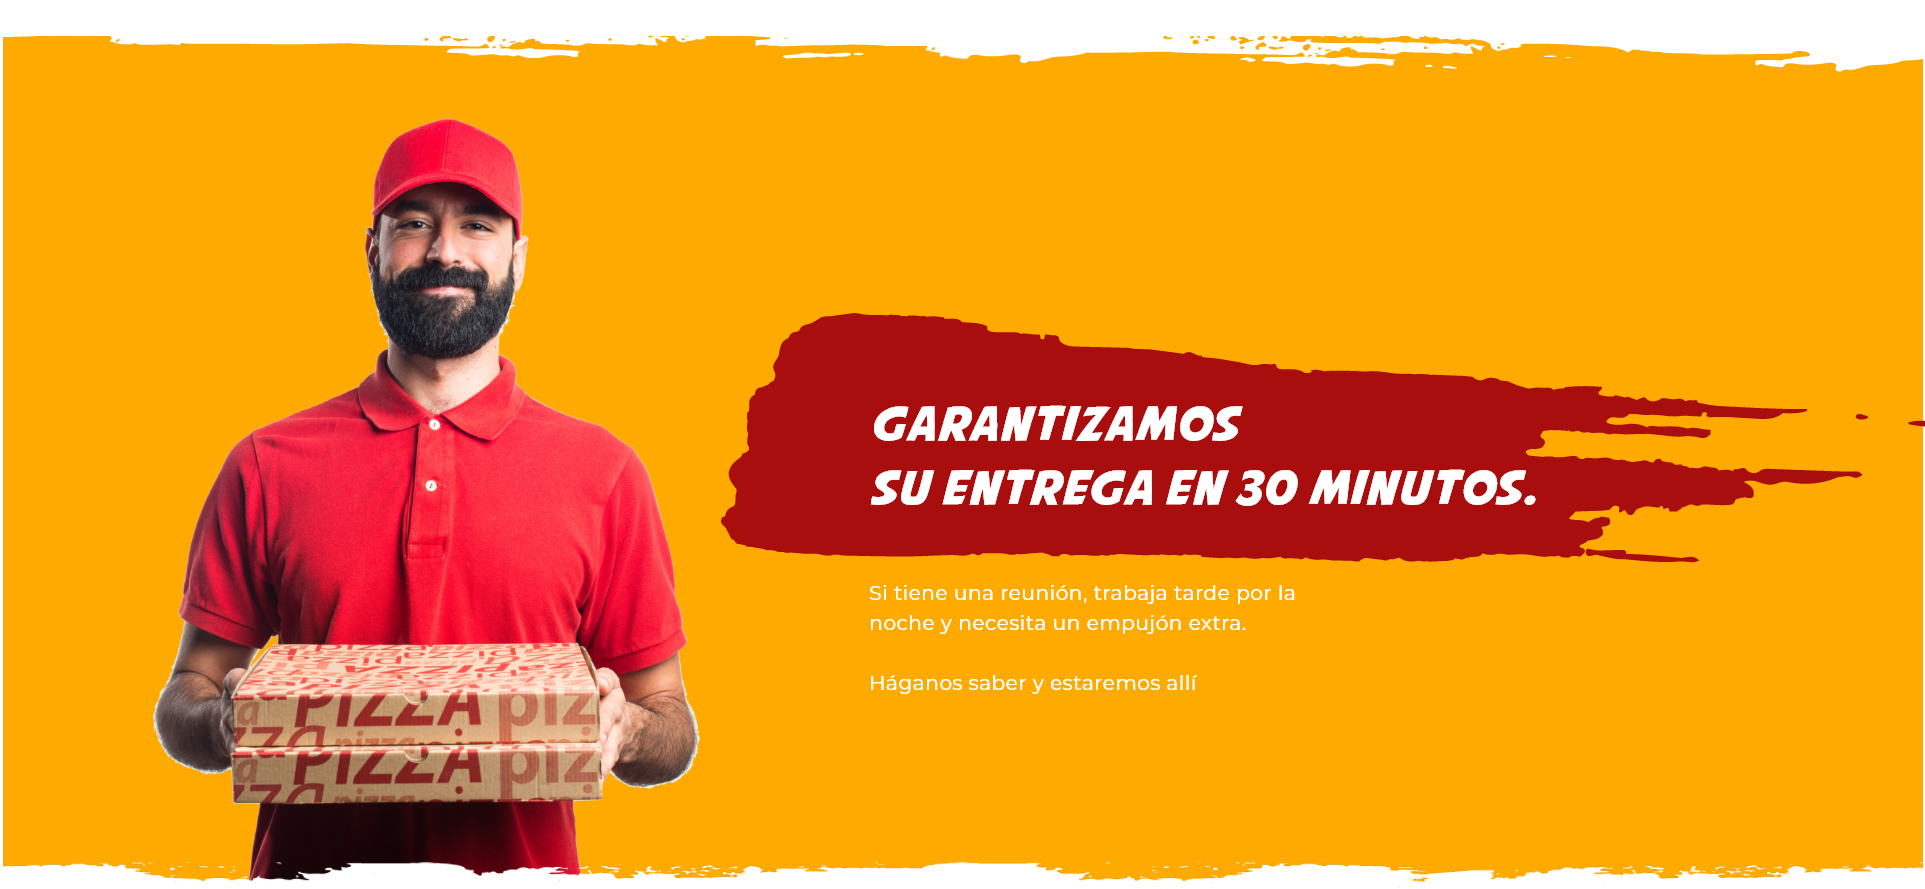 GARANTIZAMOS
SU ENTREGA EN 30 MINUTOS.
Si tiene una reunión, trabaja tarde por la
noche y necesita un empujón extra.
Háganos saber y estaremos allí
PIZZA piz
PIZZA piz